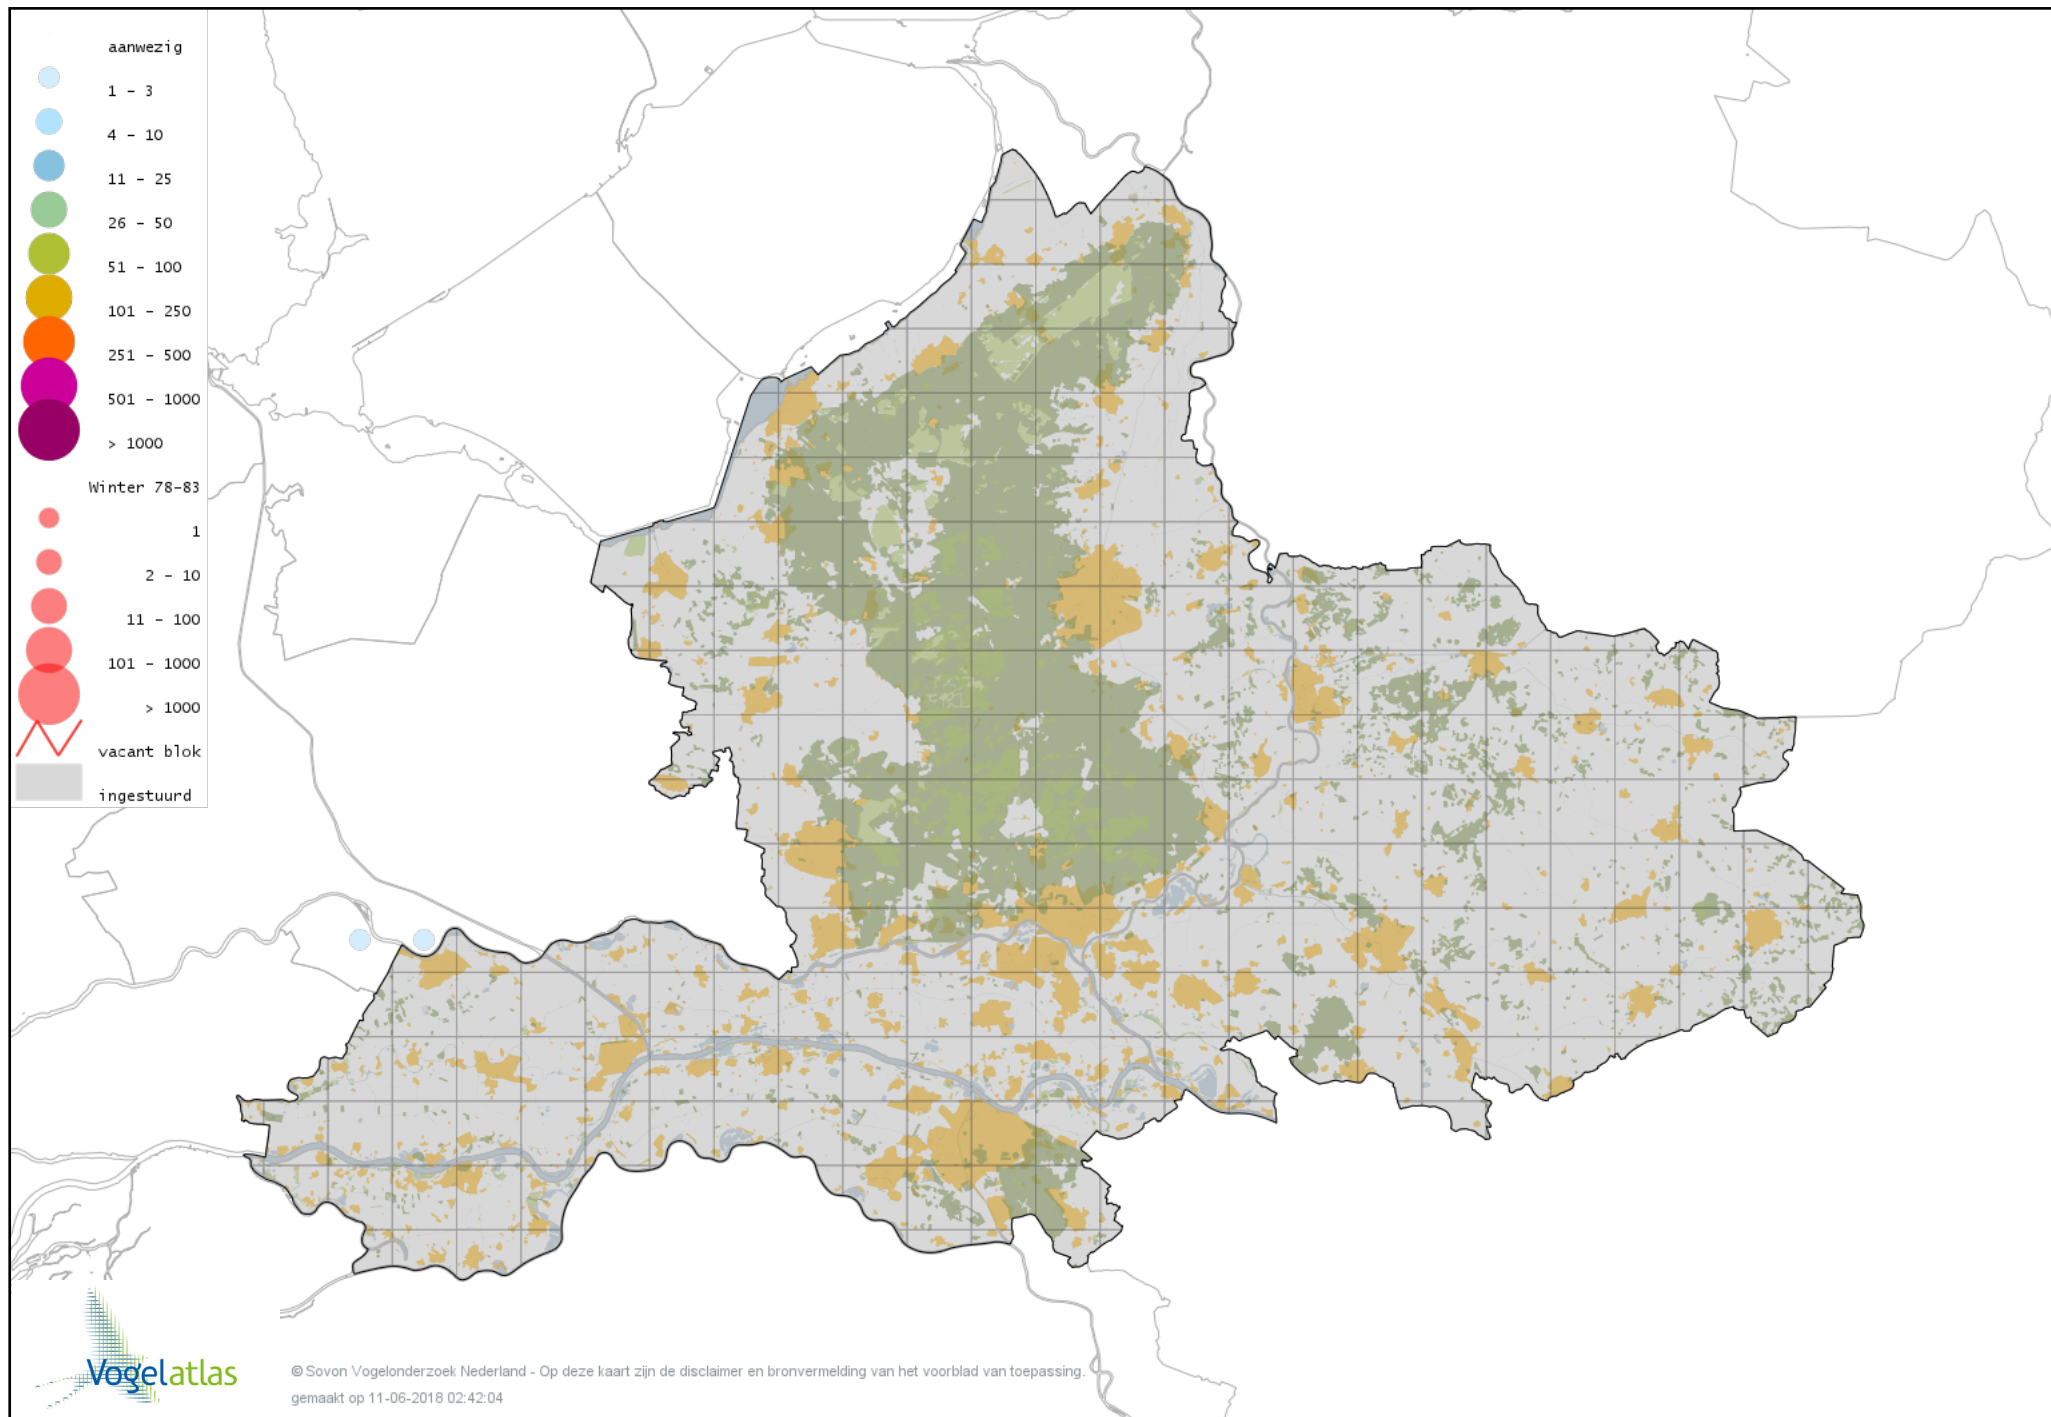 aanwezig
1 - 3
4 - 10
11 - 25
26 - 50
51 - 100
101 - 250
251 - 500
501 - 1000
> 1000
Winter 78-83
1
2 - 10
11 - 100
101 - 1000
> 1000
vacant blok
ingestuurd
Vogelatlas
© Sovon Vogelonderzoek Nederland - Op deze kaart zijn de disclaimer en bronvermelding van het voorblad van toepassing.
gemaakt op 11-06-2018 02:42:04